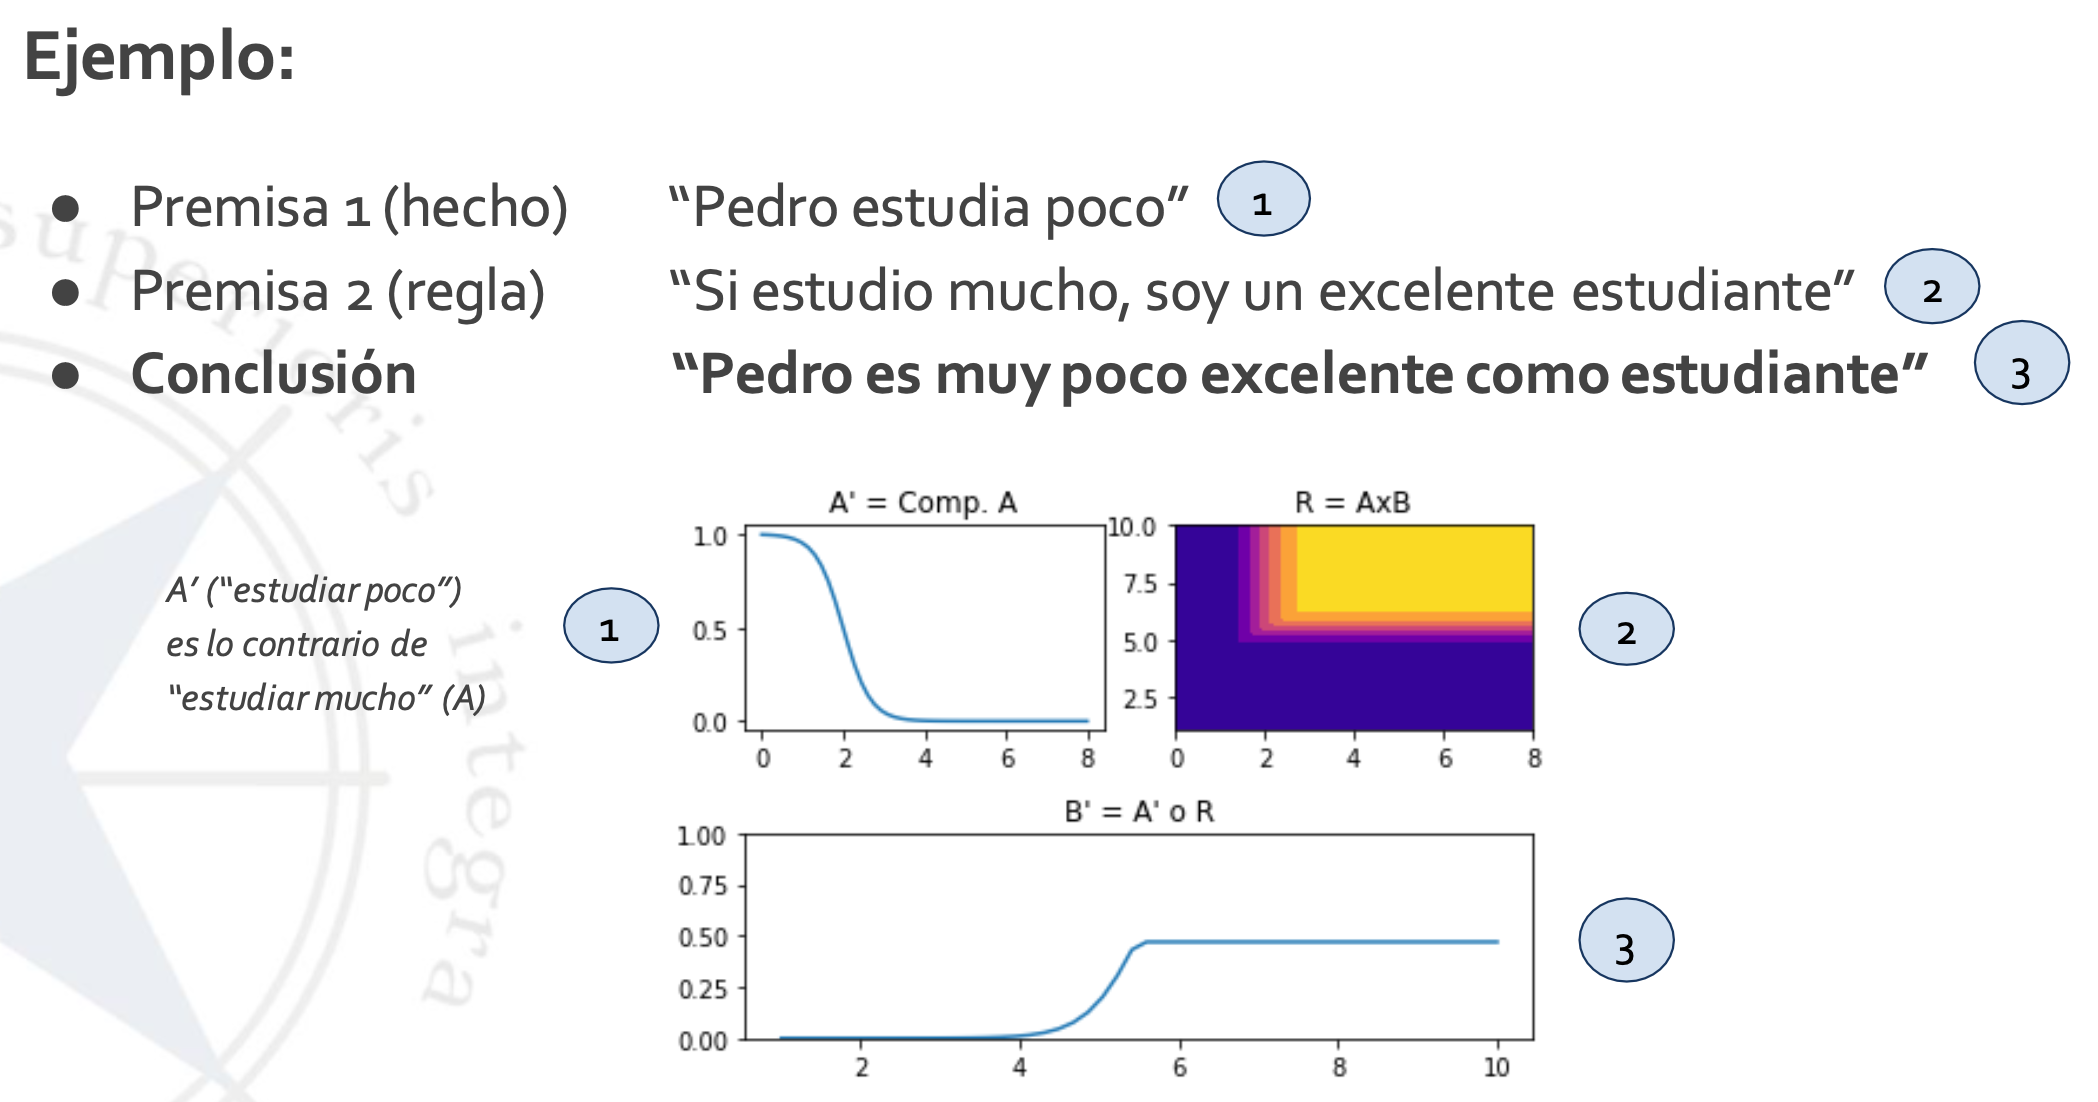 Ejemplo:
● Premisa 1 (hecho) “Pedro estudia poco” 1
● Premisa 2 (regla) “Si estudio mucho, soy un excelente estudiante” 2
● Conclusión “Pedro es muy poco excelente como estudiante” 3
A’ (“estudiar poco”)
es lo contrario de
“estudiar mucho” (A)
1
A' = Comp. A
1.0
0.5
0.0
0 2 4 6 8
R = AxB
10.0
7.5
5.0
2.5
0 2 4 6 8
2
B' = A' o R
1.00
0.75
0.50
0.25
0.00
2 4 6 8 10
3
superioris
integra